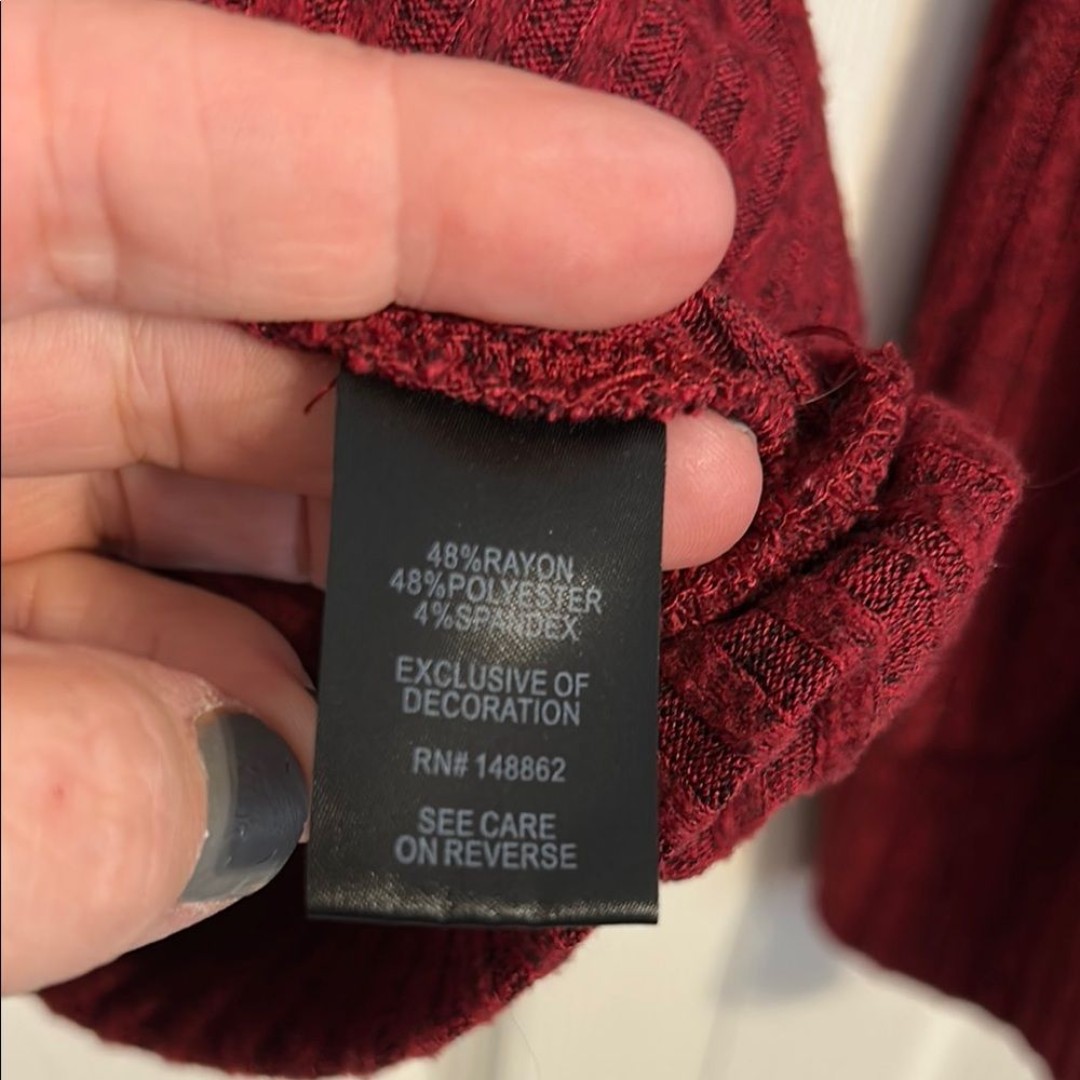 48%RAYON
48%POLYESTER
4%SPANDEX
EXCLUSIVE OF
DECORATION
RN# 148862
SEE CARE
ON REVERSE